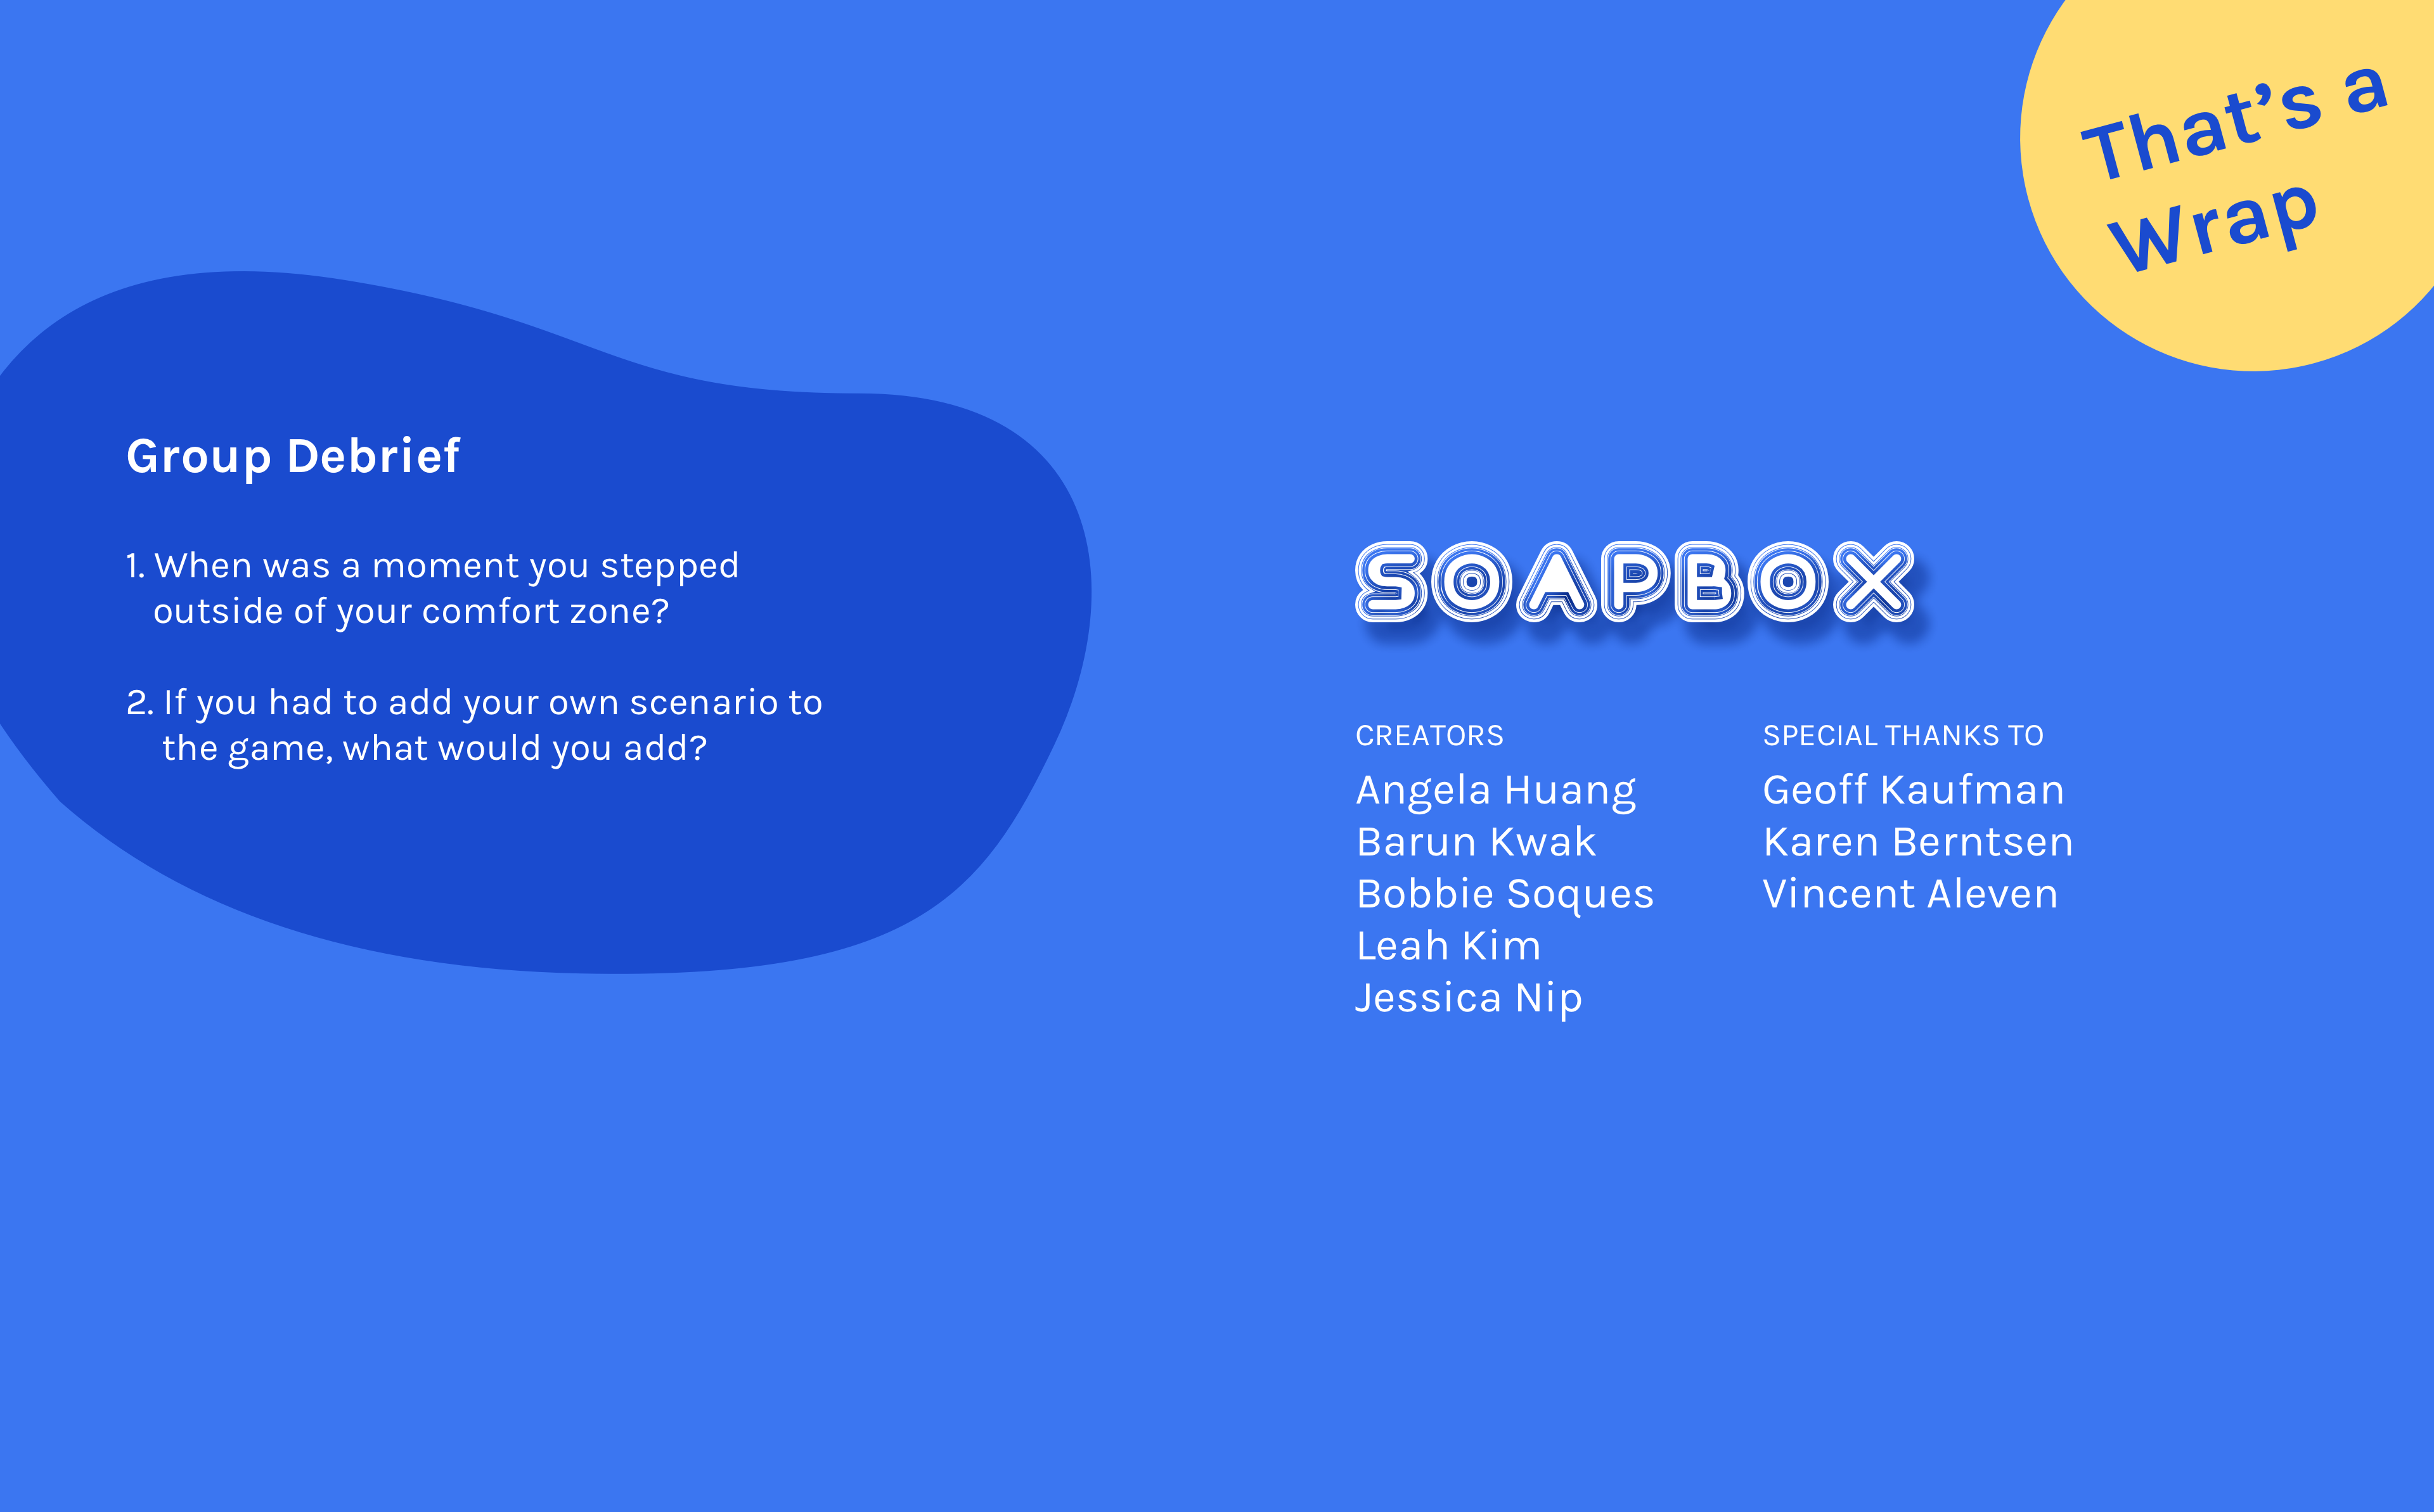 That’s a
Wrap
Group Debrief
1. When was a moment you stepped
outside of your comfort zone?
2. If you had to add your own scenario to
the game, what would you add?
SOAPBOX
CREATORS
Angela Huang
Barun Kwak
Bobbie Soques
Leah Kim
Jessica Nip
SPECIAL THANKS TO
Geoff Kaufman
Karen Berntsen
Vincent Aleven